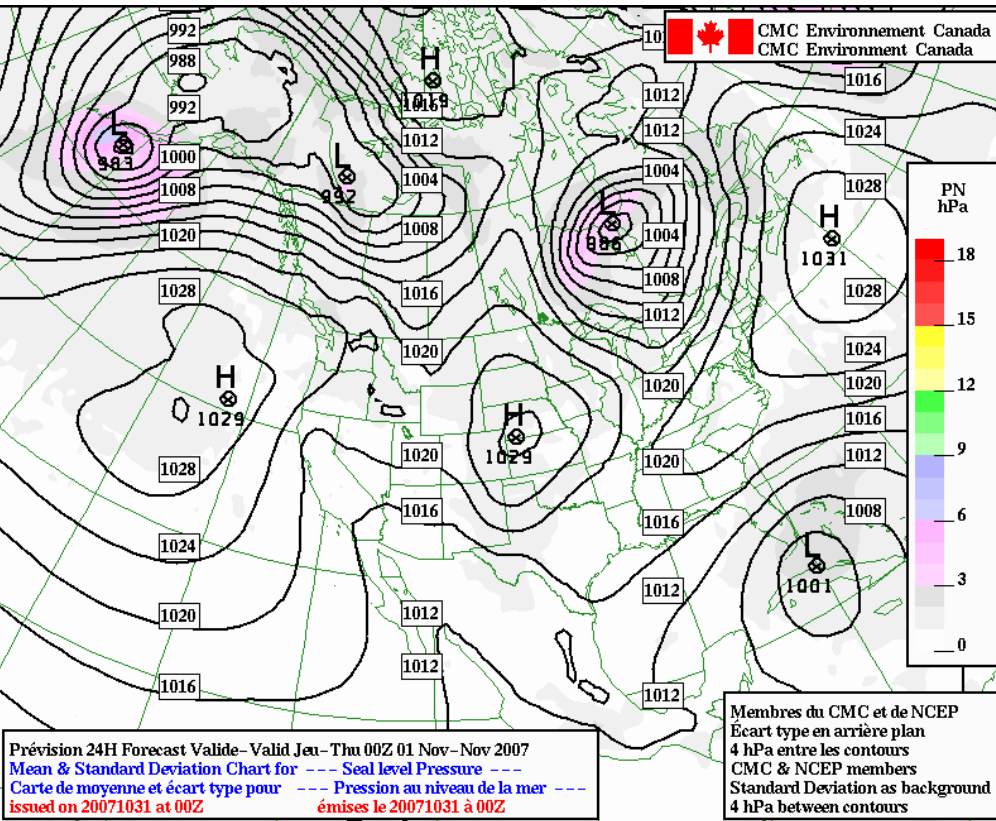 CMC Environnement Canada
CMC Environment Canada
992
988
992
H
1019
1016
1012
1016
1012
1012
1024
L
983
1000
L
992
1004
1004
1028
1008
H
1031
L
986
1004
1020
1008
1008
1028
1028
1016
1012
1020
1024
H
1029
1020
1020
H
1029
1016
1028
1020
1020
1012
1016
1016
1008
1024
L
1001
1012
1020
1012
1016
1012
1012
PN
hPa
18
15
12
9
6
3
0
Prévision 24H Forecast Valide-Valid Jeu-Thu 00Z 01 Nov-Nov 2007
Mean & Standard Deviation Chart for --- Seal level Pressure ---
Carte de moyenne et écart type pour --- Pression au niveau de la mer ---
issued on 20071031 at 00Z émises le 20071031 à 00Z
Membres du CMC et de NCEP
Écart type en arrière plan
4 hPa entre les contours
CMC & NCEP members
Standard Deviation as background
4 hPa between contours